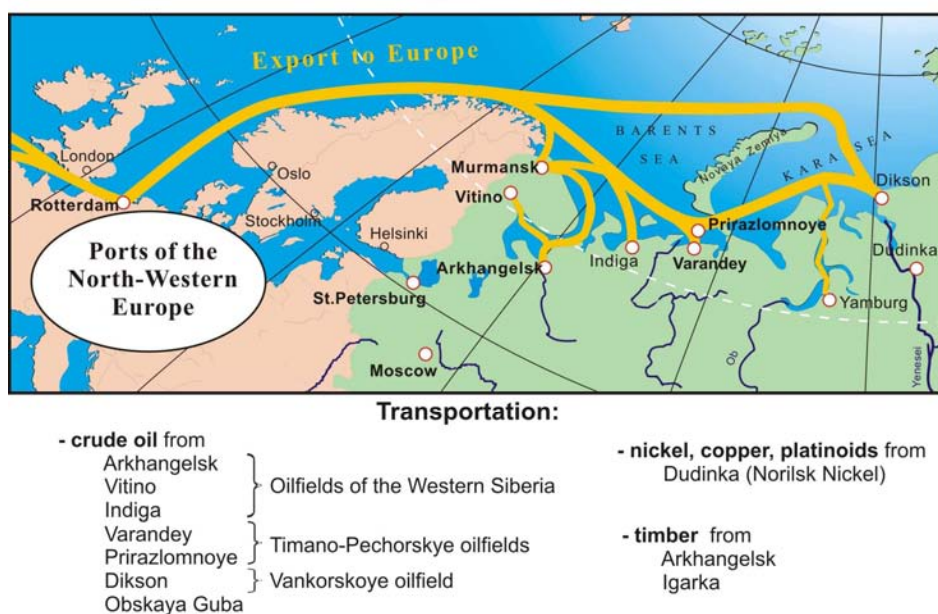 Export to Europe
BARENTS
SEA
Novaya Zemlya
KARA SEA
London
Oslo
Murmansk
Dikson
Rotterdam
Vitino
Stockholm
Prirazlomnoye
Helsinki
Dudinka
Ports of the
North-Western
Europe
Arkhangelsk
Indiga
Varandey
St.Petersburg
Yamburg
Moscow
Ob
Yenesei
Transportation:
- crude oil from
Arkhangelsk
Vitino
Indiga
Oilfields of the Western Siberia
Varandey
Prirazlomnoye
Timano-Pechorskye oilfields
Dikson
Vankorskoye oilfield
Obskaya Guba
- nickel, copper, platinoids from
Dudinka (Norilsk Nickel)
- timber from
Arkhangelsk
Igarka